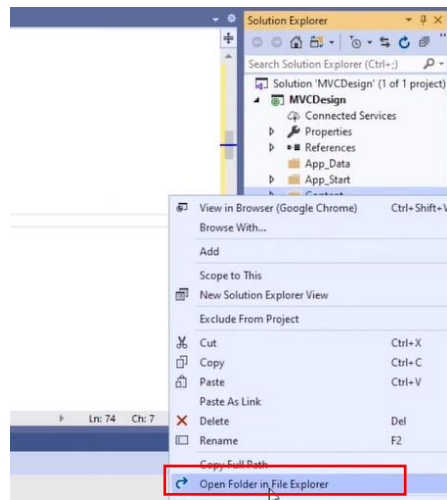 Solution Explorer
Search Solution Explorer (Ctrl+;)
Solution 'MVCDesign' (1 of 1 project)
MVCDesign
Connected Services
Properties
References
App_Data
App_Start
Content
View in Browser (Google Chrome) Ctrl+Shift+V
Browse With...
Add
Scope to This
New Solution Explorer View
Exclude From Project
Cut Ctrl+X
Copy Ctrl+C
Paste Ctrl+V
Paste As Link
Delete Del
Rename F2
Copy Full Path
Open Folder in File Explorer
Ln: 74 Ch: 7